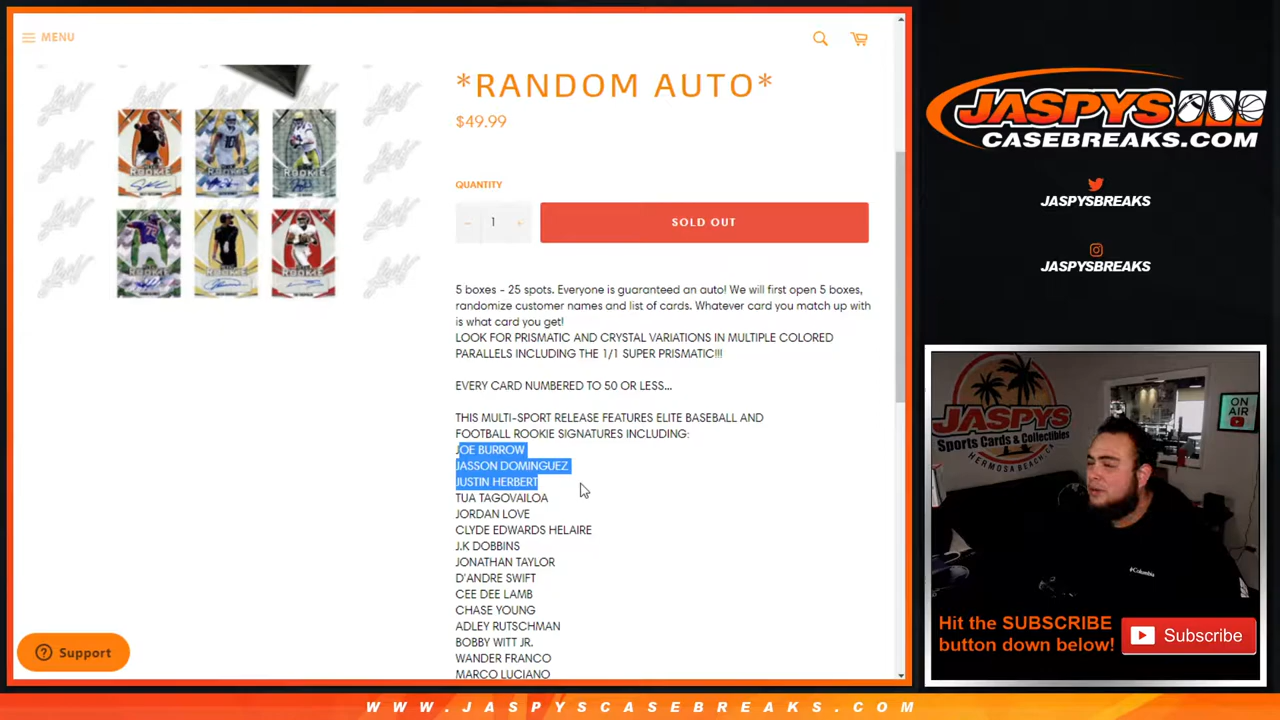 MENU
*RANDOM AUTO*
$49.99
QUANTITY
− 1 +
SOLD OUT
5 boxes - 25 spots. Everyone is guaranteed an auto! We will first open 5 boxes,
randomize customer names and list of cards. Whatever card you match up with
is what card you get!
LOOK FOR PRISMATIC AND CRYSTAL VARIATIONS IN MULTIPLE COLORED
PARALLELS INCLUDING THE 1/1 SUPER PRISMATIC!!!
EVERY CARD NUMBERED TO 50 OR LESS...
THIS MULTI-SPORT RELEASE FEATURES ELITE BASEBALL AND
FOOTBALL ROOKIE SIGNATURES INCLUDING:
JOE BURROW
JASSON DOMINGUEZ
JUSTIN HERBERT
TUA TAGOVAILOA
JORDAN LOVE
CLYDE EDWARDS HELAIRE
J.K DOBBINS
JONATHAN TAYLOR
D'ANDRE SWIFT
CEE DEE LAMB
CHASE YOUNG
ADLEY RUTSCHMAN
BOBBY WITT JR.
WANDER FRANCO
MARCO LUCIANO
Support
JASPYS
CASEBREAKS.COM
JASPYSBREAKS
JASPYSBREAKS
JASPYS
Sports Cards & Collectibles
HERMOSA BEACH, CA
ON
AIR
Columbia
Hit the SUBSCRIBE
button down below!
Subscribe
WWW.JASPYSCASEBREAKS.COM